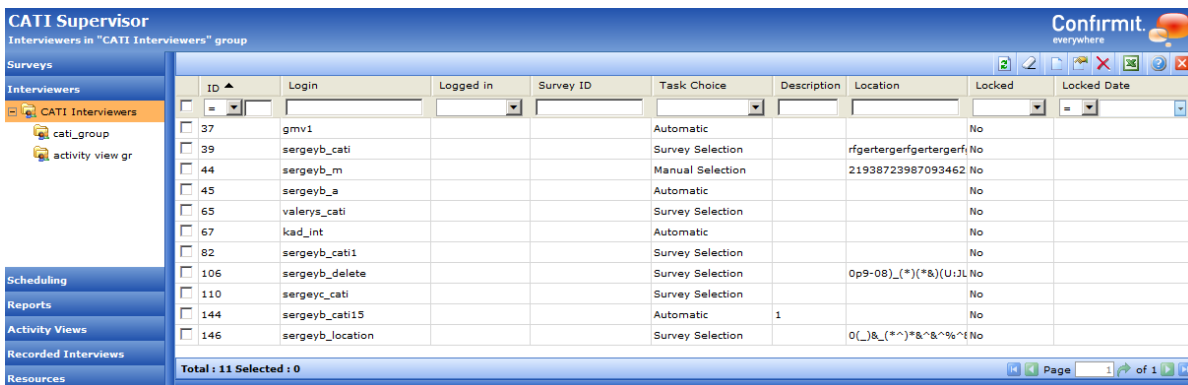 CATI Supervisor
Interviewers in "CATI Interviewers" group
Confirmit.
everywhere
Surveys
Interviewers
CATI Interviewers
cati_group
activity view gr
Scheduling
Reports
Activity Views
Recorded Interviews
Resources
ID Login Logged in Survey ID Task Choice Description Location Locked Locked Date
= =
37 gmv1 Automatic No
39 sergeyb_cati Survey Selection No
44 sergeyb_m Manual Selection 21938723987093462 No
45 sergeyb_a Automatic No
65 valerys_cati Survey Selection No
67 kad_int Automatic No
82 sergeyb_cati1 Survey Selection No
106 sergeyb_delete Survey Selection No
110 sergeyc_cati Survey Selection No
144 sergeyb_cati15 Automatic 1 No
146 sergeyb_location Survey Selection No
Total : 11 Selected : 0 Page 1 of 1